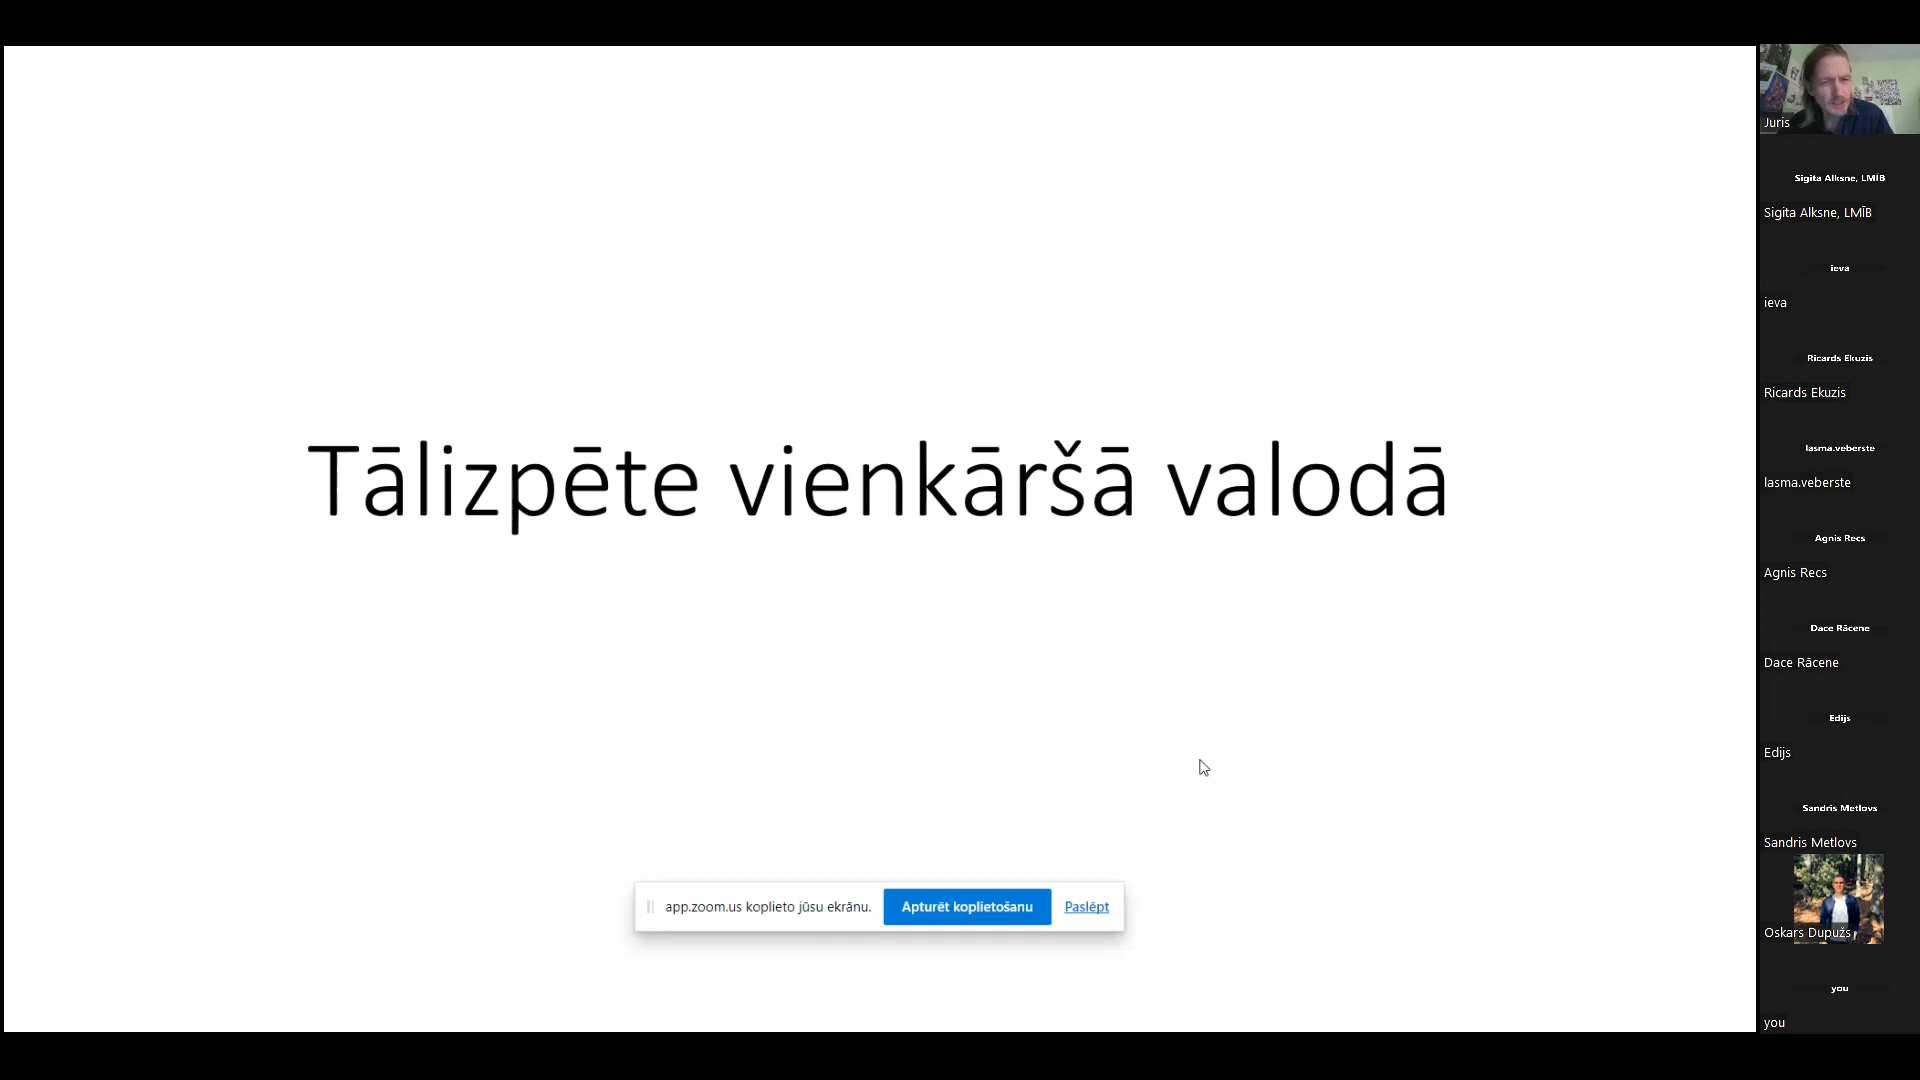 Tālizpēte vienkāršā valodā
app.zoom.us koplieto jūsu ekrānu. Apturēt koplietošanu Paslēpt
Juris
Sigita Alksne, LMĪB
Sigita Alksne, LMĪB
ieva
ieva
Ricards Ekuzis
Ricards Ekuzis
lasma.veberste
lasma.veberste
Agnis Recs
Agnis Recs
Dace Rācene
Dace Rācene
Edijs
Edijs
Sandris Metlovs
Sandris Metlovs
Oskars Dupužs
you
you